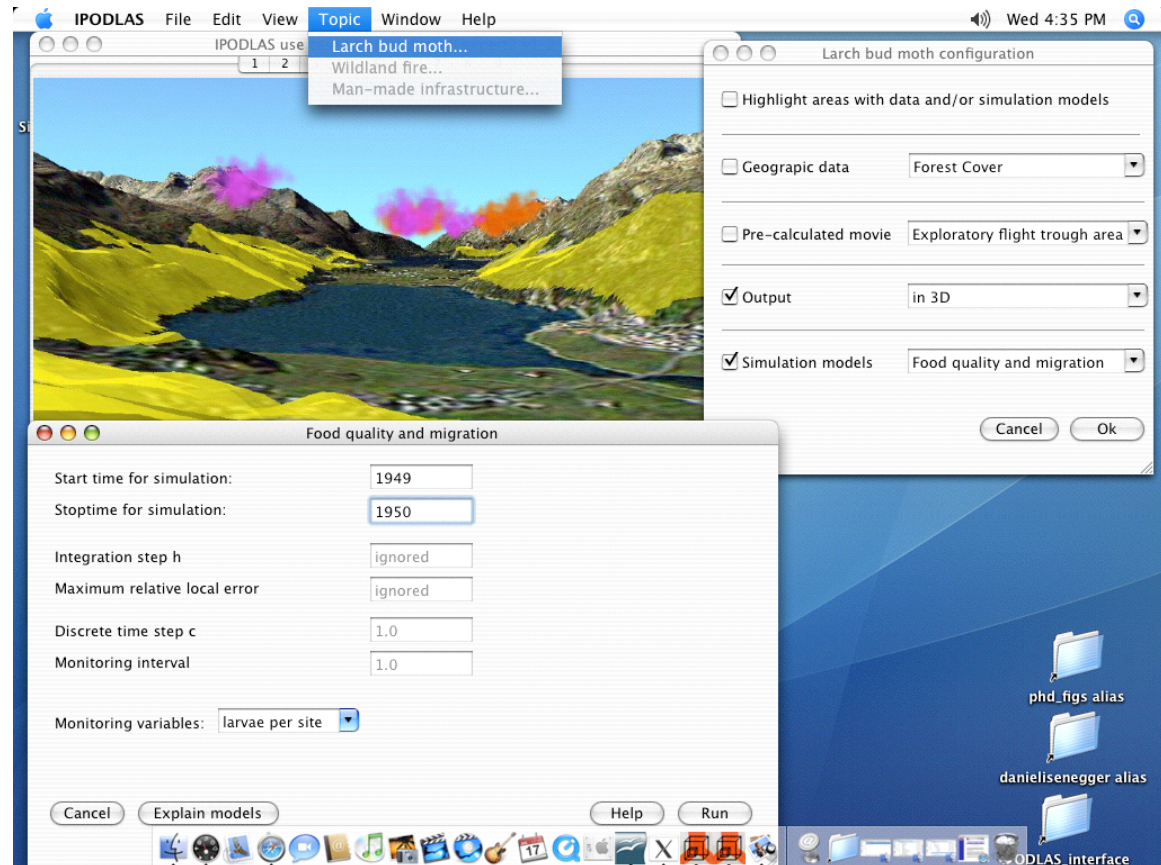 IPODLAS File Edit View Topic Window Help Wed 4:35 PM
IPODLAS use
1 2
Larch bud moth...
Wildland fire...
Man-made infrastructure...
Larch bud moth configuration
Highlight areas with data and/or simulation models
Geograpic data Forest Cover
Pre-calculated movie Exploratory flight trough area
Output in 3D
Simulation models Food quality and migration
Cancel Ok
Food quality and migration
Start time for simulation: 1949
Stoptime for simulation: 1950
Integration step h ignored
Maximum relative local error ignored
Discrete time step c 1.0
Monitoring interval 1.0
Monitoring variables: larvae per site
Cancel Explain models Help Run
phd_figs alias
danielisenegger alias
ODLAS_interface
17